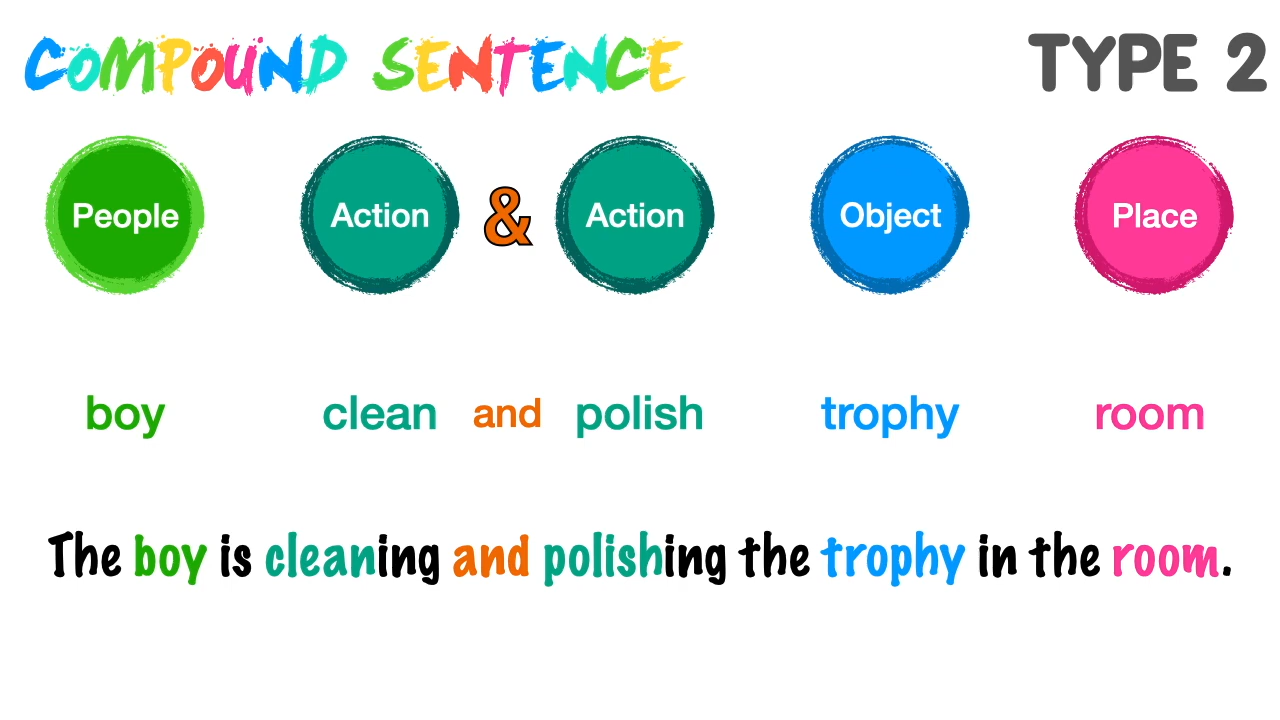 COMPOUND SENTENCE TYPE 2
People Action & Action Object Place
boy clean and polish trophy room
The boy is cleaning and polishing the trophy in the room.